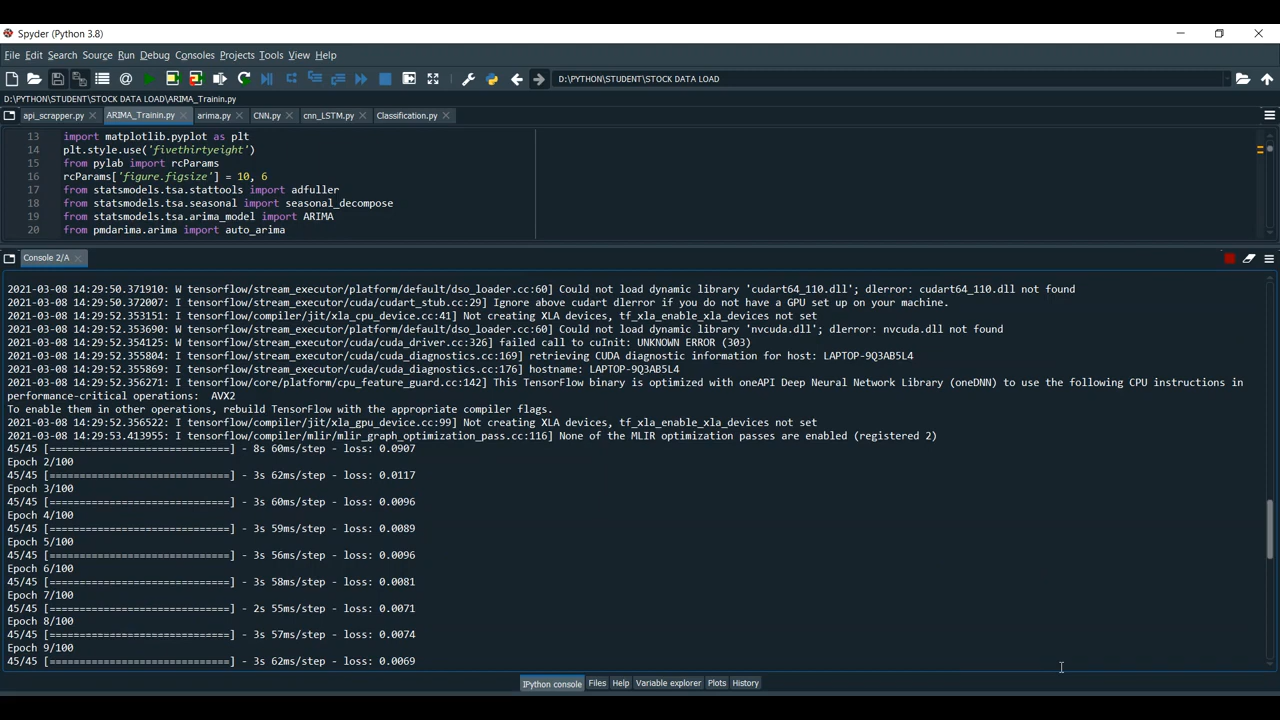 Spyder (Python 3.8)
File Edit Search Source Run Debug Consoles Projects Tools View Help
D:\PYTHON\STUDENT\STOCK DATA LOAD
D:\PYTHON\STUDENT\STOCK DATA LOAD\ARIMA_Trainin.py
api_scrapper.py ARIMA_Trainin.py arima.py CNN.py cnn_LSTM.py Classification.py
13 import matplotlib.pyplot as plt
14 plt.style.use('fivethirtyeight')
15 from pylab import rcParams
16 rcParams['figure.figsize'] = 10, 6
17 from statsmodels.tsa.stattools import adfuller
18 from statsmodels.tsa.seasonal import seasonal_decompose
19 from statsmodels.tsa.arima_model import ARIMA
20 from pmdarima.arima import auto_arima
Console 2/A
2021-03-08 14:29:50.371910: W tensorflow/stream_executor/platform/default/dso_loader.cc:60] Could not load dynamic library 'cudart64_110.dll'; dlerror: cudart64_110.dll not found
2021-03-08 14:29:50.372007: I tensorflow/stream_executor/cuda/cudart_stub.cc:29] Ignore above cudart dlerror if you do not have a GPU set up on your machine.
2021-03-08 14:29:52.353151: I tensorflow/compiler/jit/xla_cpu_device.cc:41] Not creating XLA devices, tf_xla_enable_xla_devices not set
2021-03-08 14:29:52.353690: W tensorflow/stream_executor/platform/default/dso_loader.cc:60] Could not load dynamic library 'nvcuda.dll'; dlerror: nvcuda.dll not found
2021-03-08 14:29:52.354125: W tensorflow/stream_executor/cuda/cuda_driver.cc:326] failed call to cuInit: UNKNOWN ERROR (303)
2021-03-08 14:29:52.355804: I tensorflow/stream_executor/cuda/cuda_diagnostics.cc:169] retrieving CUDA diagnostic information for host: LAPTOP-9Q3AB5L4
2021-03-08 14:29:52.355869: I tensorflow/stream_executor/cuda/cuda_diagnostics.cc:176] hostname: LAPTOP-9Q3AB5L4
2021-03-08 14:29:52.356271: I tensorflow/core/platform/cpu_feature_guard.cc:142] This TensorFlow binary is optimized with oneAPI Deep Neural Network Library (oneDNN) to use the following CPU instructions in
performance-critical operations:  AVX2
To enable them in other operations, rebuild TensorFlow with the appropriate compiler flags.
2021-03-08 14:29:52.356522: I tensorflow/compiler/jit/xla_gpu_device.cc:99] Not creating XLA devices, tf_xla_enable_xla_devices not set
2021-03-08 14:29:53.413955: I tensorflow/compiler/mlir/mlir_graph_optimization_pass.cc:116] None of the MLIR optimization passes are enabled (registered 2)
45/45 [==============================] - 8s 60ms/step - loss: 0.0907
Epoch 2/100
45/45 [==============================] - 3s 62ms/step - loss: 0.0117
Epoch 3/100
45/45 [==============================] - 3s 60ms/step - loss: 0.0096
Epoch 4/100
45/45 [==============================] - 3s 59ms/step - loss: 0.0089
Epoch 5/100
45/45 [==============================] - 3s 56ms/step - loss: 0.0096
Epoch 6/100
45/45 [==============================] - 3s 58ms/step - loss: 0.0081
Epoch 7/100
45/45 [==============================] - 2s 55ms/step - loss: 0.0071
Epoch 8/100
45/45 [==============================] - 3s 57ms/step - loss: 0.0074
Epoch 9/100
45/45 [==============================] - 3s 62ms/step - loss: 0.0069
IPython console Files Help Variable explorer Plots History